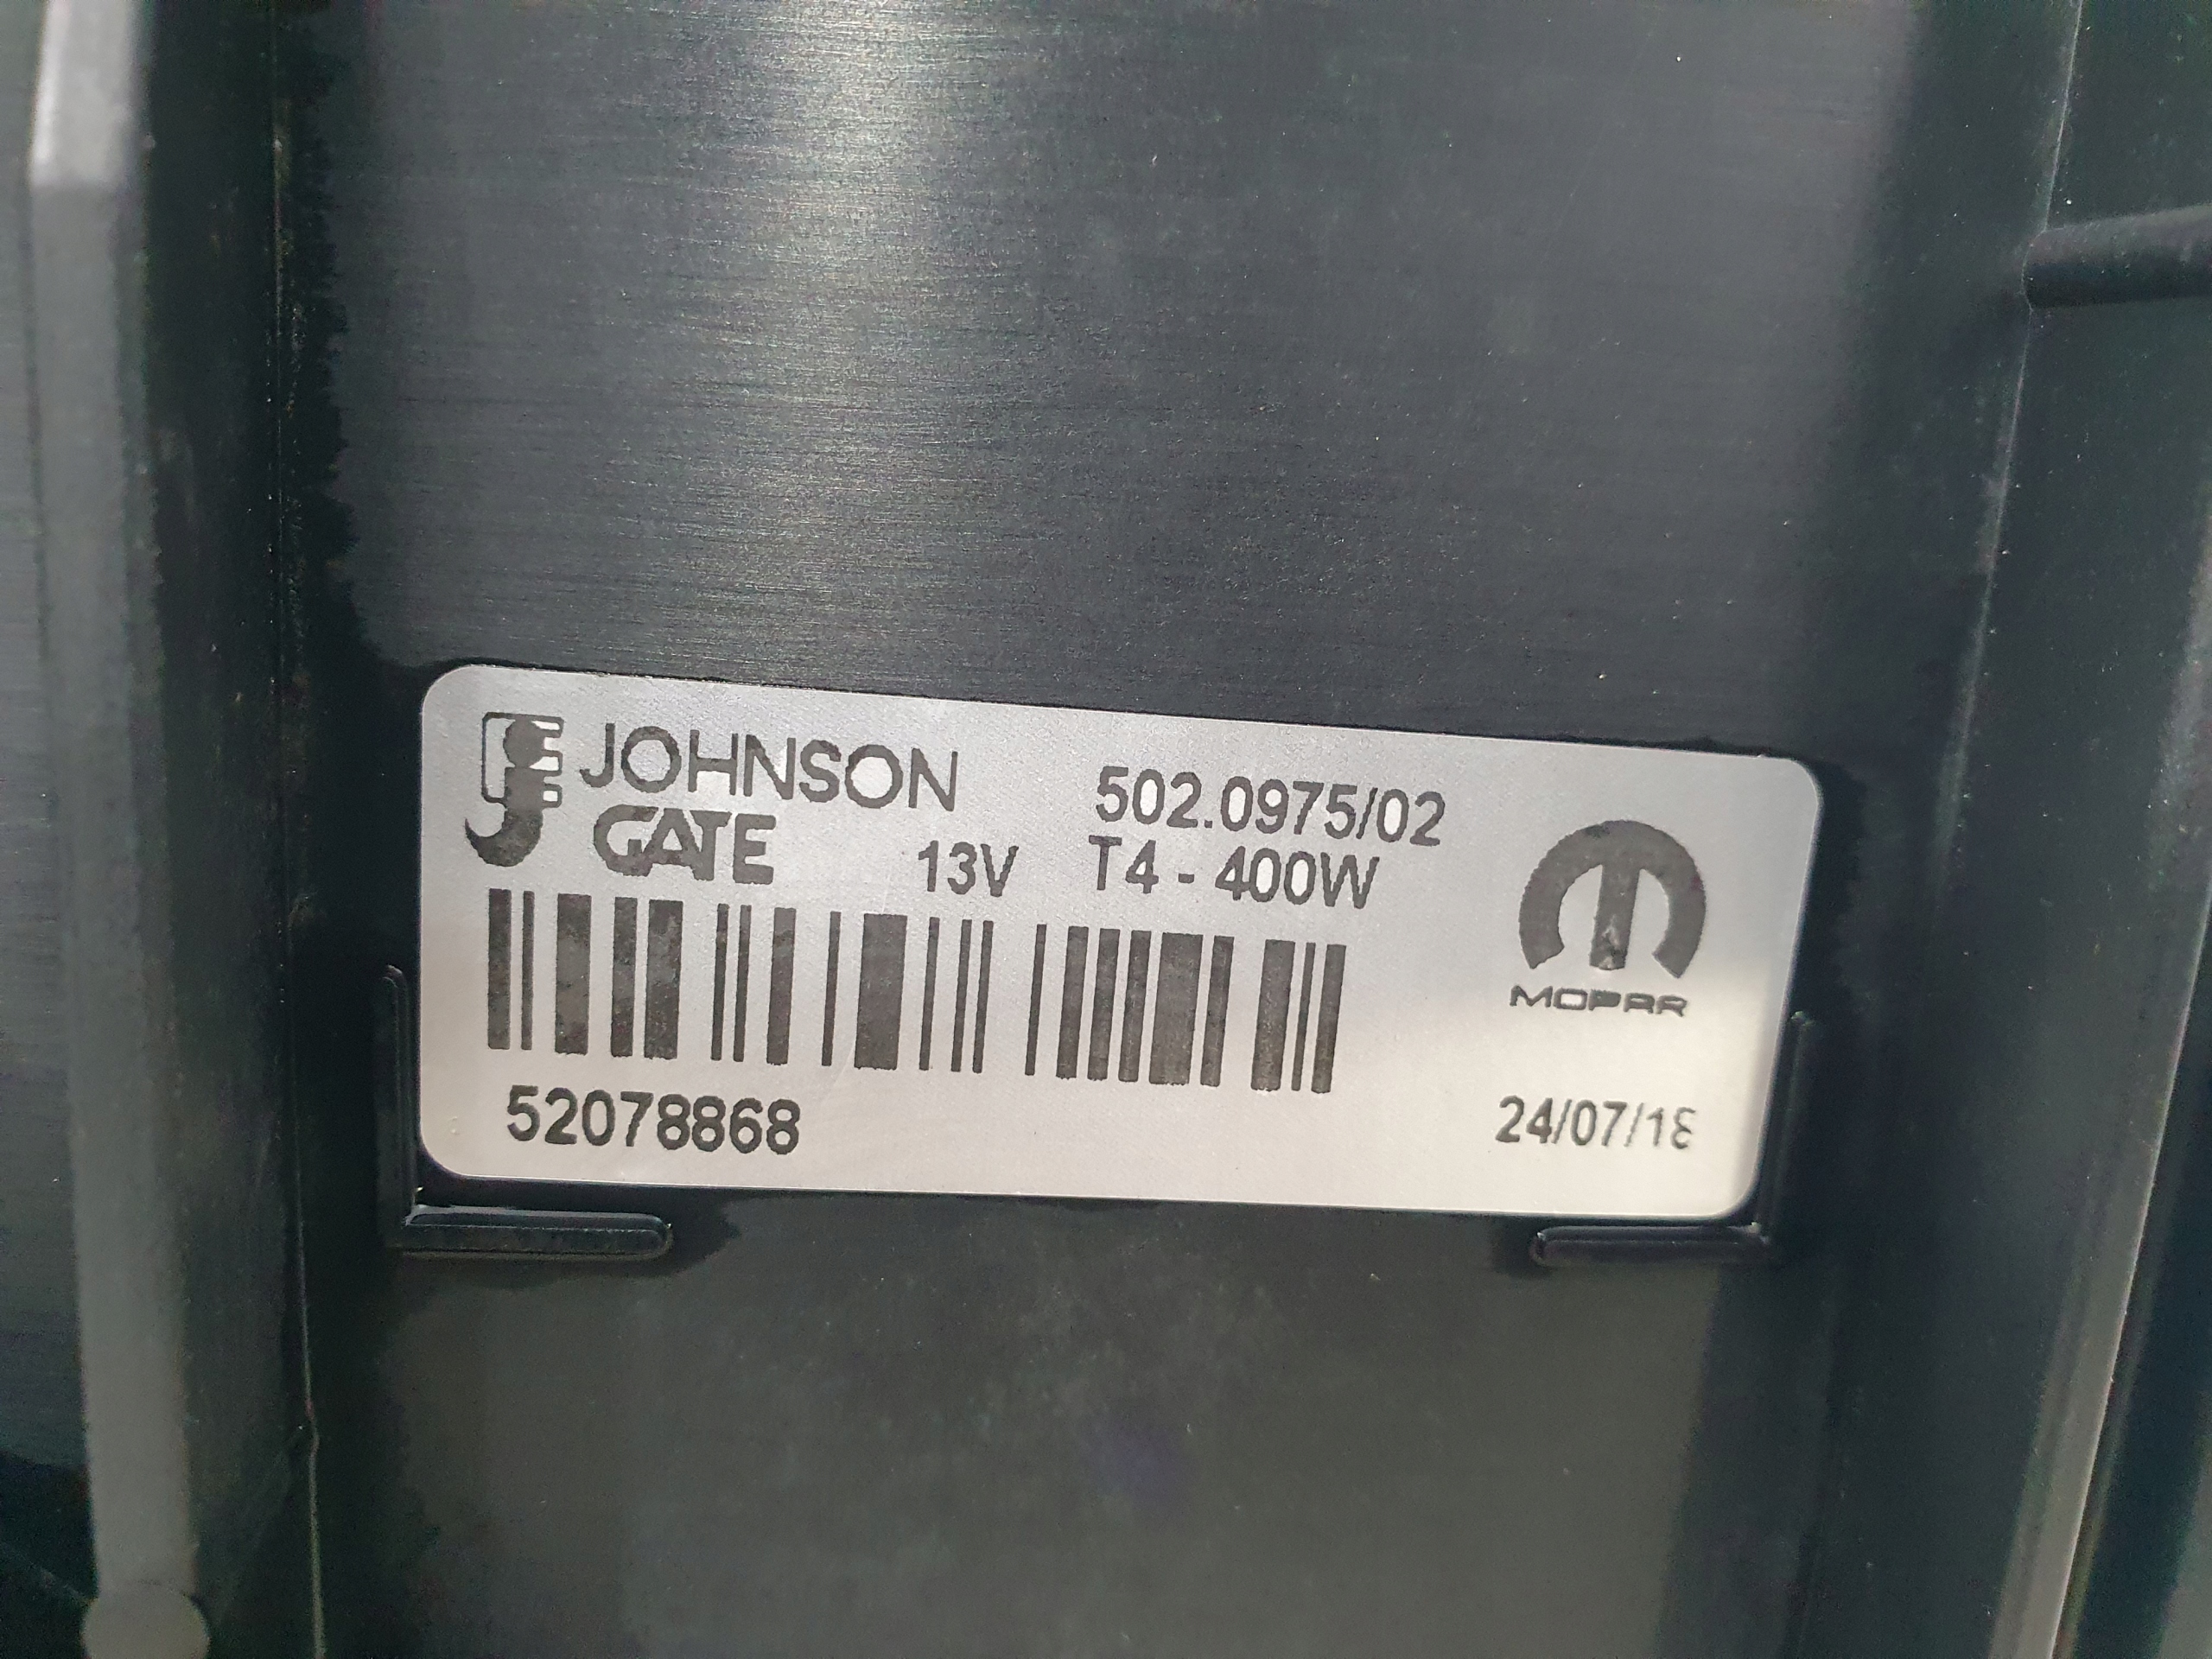 JOHNSON
GATE
502.0975/02
13V T4 - 400W
MOPAR
52078868
24/07/18